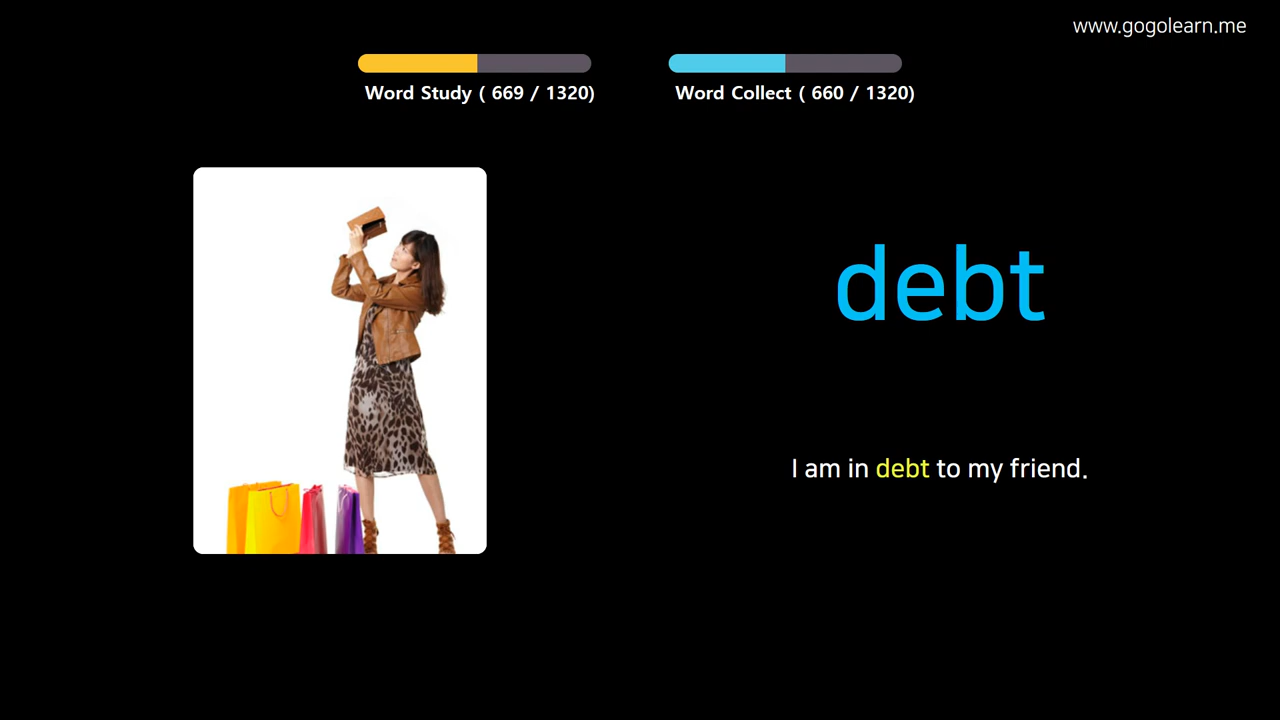 www.gogolearn.me
Word Study ( 669 / 1320)
Word Collect ( 660 / 1320)
debt
I am in debt to my friend.